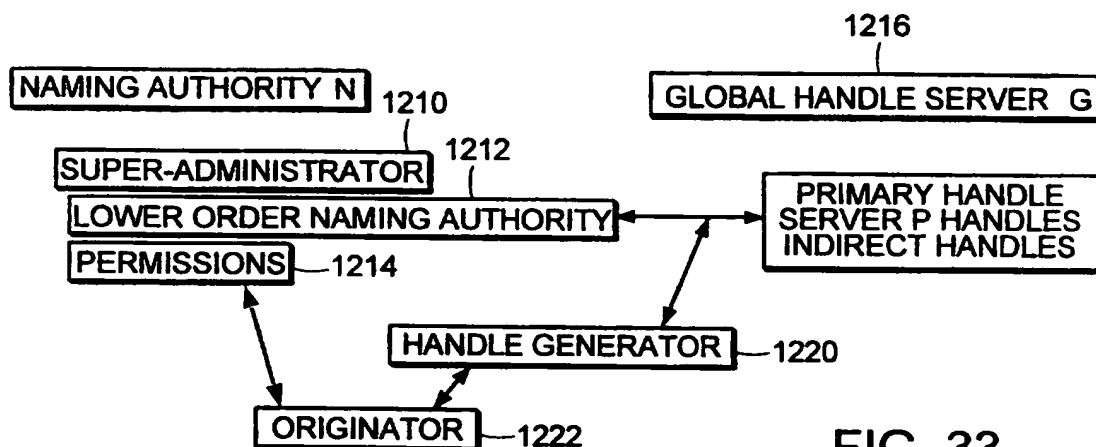 1216
NAMING AUTHORITY N
1210
GLOBAL HANDLE SERVER G
SUPER-ADMINISTRATOR
1212
LOWER ORDER NAMING AUTHORITY
PRIMARY HANDLE
SERVER P HANDLES
INDIRECT HANDLES
PERMISSIONS
1214
HANDLE GENERATOR
1220
ORIGINATOR
1222